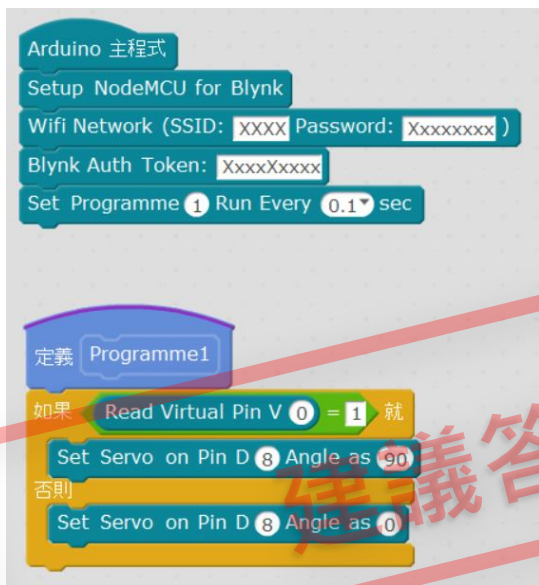 Arduino 主程式
Setup NodeMCU for Blynk
Wifi Network (SSID: XXXX Password: Xxxxxxxx )
Blynk Auth Token: XxxxXxxxx
Set Programme 1 Run Every 0.1 sec
定義 Programme1
如果 Read Virtual Pin V 0 = 1 就
Set Servo on Pin D 8 Angle as 90
否則
Set Servo on Pin D 8 Angle as 0
建議答